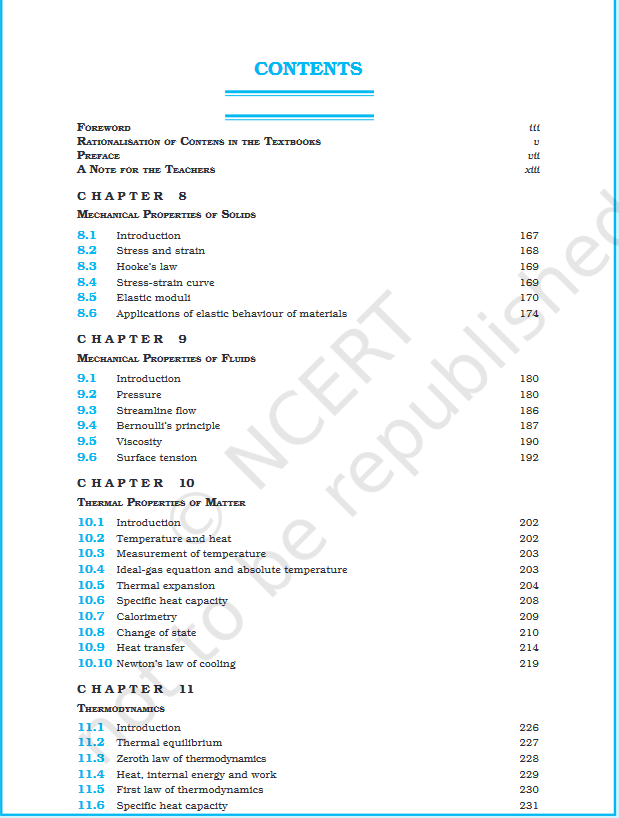 CONTENTS
FOREWORD iii
RATIONALISATION OF CONTENS IN THE TEXTBOOKS v
PREFACE vii
A NOTE FOR THE TEACHERS xiii
CHAPTER 8
MECHANICAL PROPERTIES OF SOLIDS
8.1 Introduction 167
8.2 Stress and strain 168
8.3 Hooke's law 169
8.4 Stress-strain curve 169
8.5 Elastic moduli 170
8.6 Applications of elastic behaviour of materials 174
CHAPTER 9
MECHANICAL PROPERTIES OF FLUIDS
9.1 Introduction 180
9.2 Pressure 180
9.3 Streamline flow 186
9.4 Bernoulli's principle 187
9.5 Viscosity 190
9.6 Surface tension 192
CHAPTER 10
THERMAL PROPERTIES OF MATTER
10.1 Introduction 202
10.2 Temperature and heat 202
10.3 Measurement of temperature 203
10.4 Ideal-gas equation and absolute temperature 203
10.5 Thermal expansion 204
10.6 Specific heat capacity 208
10.7 Calorimetry 209
10.8 Change of state 210
10.9 Heat transfer 214
10.10 Newton's law of cooling 219
CHAPTER 11
THERMODYNAMICS
11.1 Introduction 226
11.2 Thermal equilibrium 227
11.3 Zeroth law of thermodynamics 228
11.4 Heat, internal energy and work 229
11.5 First law of thermodynamics 230
11.6 Specific heat capacity 231
© NCERT
not to be republished